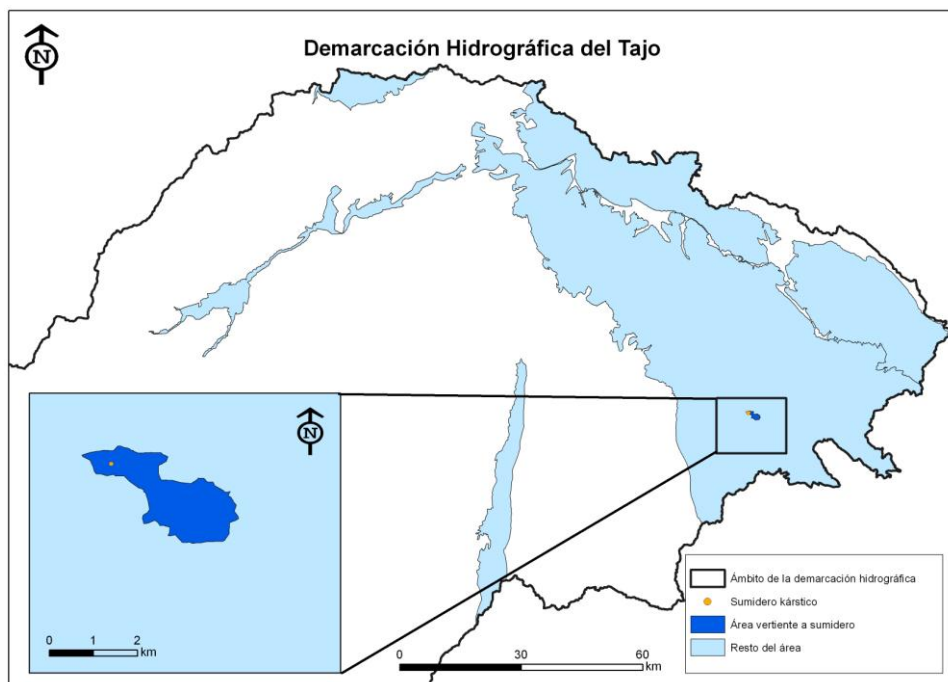 N
Demarcación Hidrográfica del Tajo
N
0 1 2
km
0 30 60
km
Ámbito de la demarcación hidrográfica
Sumidero kárstico
Área vertiente a sumidero
Resto del área